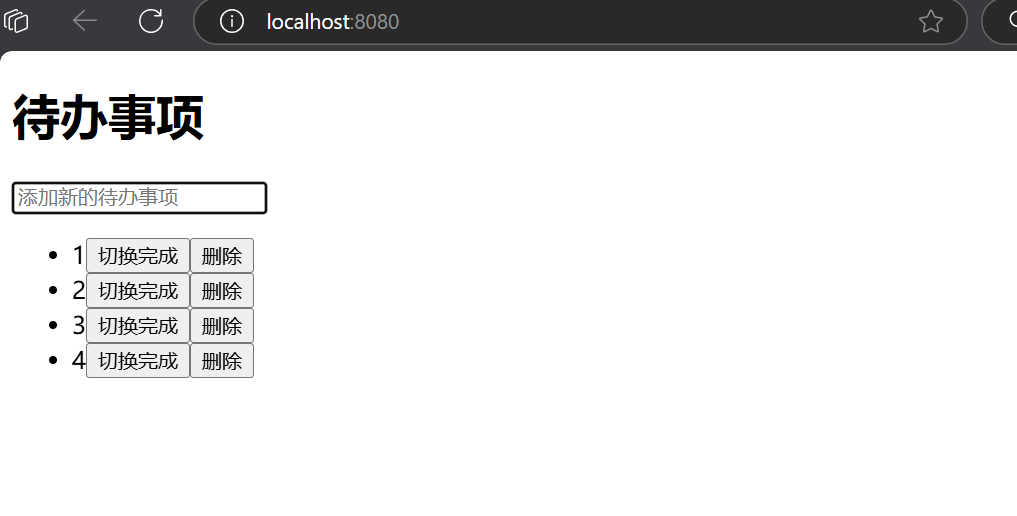 localhost:8080
待办事项
添加新的待办事项
1 切换完成 删除
2 切换完成 删除
3 切换完成 删除
4 切换完成 删除